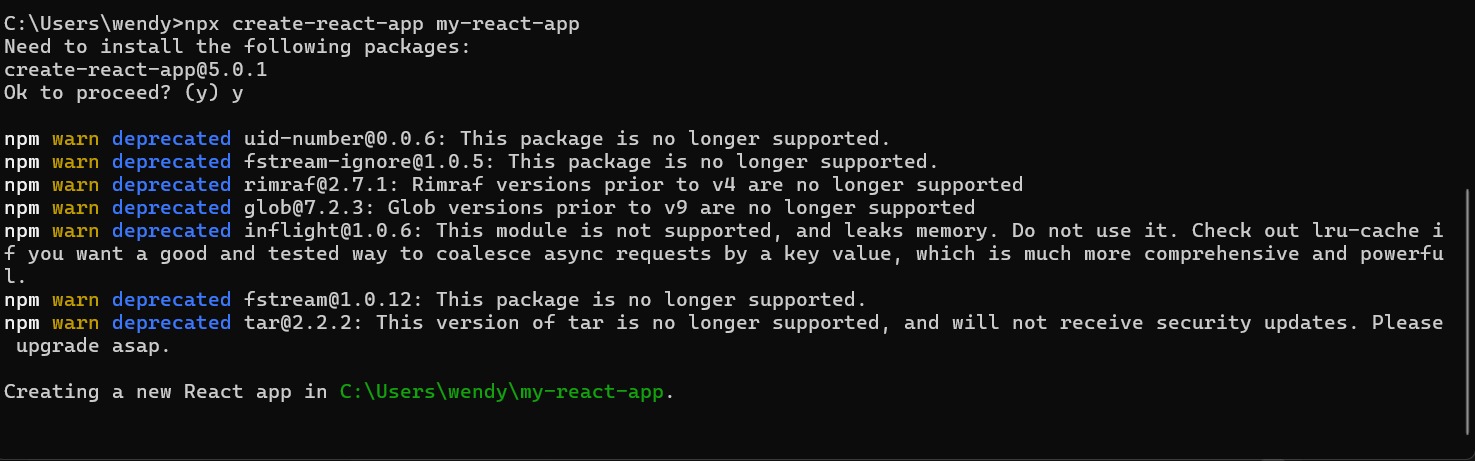 C:\Users\wendy>npx create-react-app my-react-app
Need to install the following packages:
create-react-app@5.0.1
Ok to proceed? (y) y
npm warn deprecated uid-number@0.0.6: This package is no longer supported.
npm warn deprecated fstream-ignore@1.0.5: This package is no longer supported.
npm warn deprecated rimraf@2.7.1: Rimraf versions prior to v4 are no longer supported
npm warn deprecated glob@7.2.3: Glob versions prior to v9 are no longer supported
npm warn deprecated inflight@1.0.6: This module is not supported, and leaks memory. Do not use it. Check out lru-cache i
f you want a good and tested way to coalesce async requests by a key value, which is much more comprehensive and powerfu
l.
npm warn deprecated fstream@1.0.12: This package is no longer supported.
npm warn deprecated tar@2.2.2: This version of tar is no longer supported, and will not receive security updates. Please
 upgrade asap.
Creating a new React app in C:\Users\wendy\my-react-app.